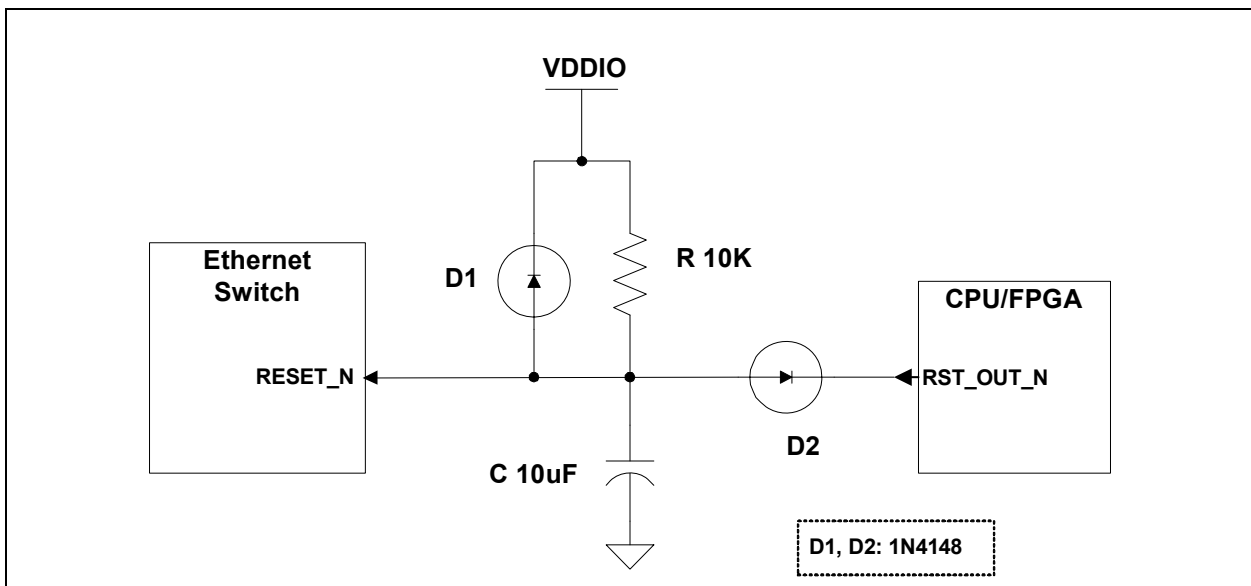 VDDIO
Ethernet
Switch
D1
R 10K
CPU/FPGA
RESET_N
RST_OUT_N
D2
C 10uF
D1, D2: 1N4148